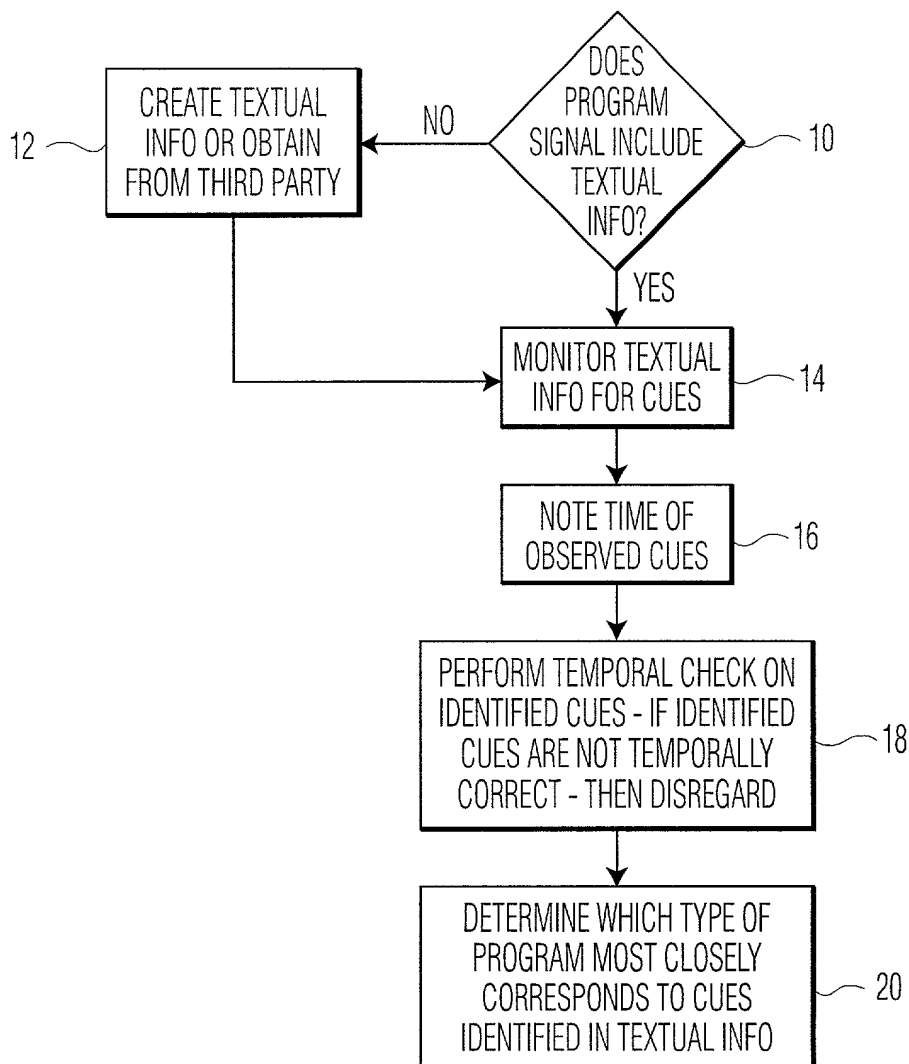 DOES
PROGRAM
SIGNAL INCLUDE
TEXTUAL
INFO?
10
NO
CREATE TEXTUAL
INFO OR OBTAIN
FROM THIRD PARTY
12
YES
MONITOR TEXTUAL
INFO FOR CUES
14
NOTE TIME OF
OBSERVED CUES
16
PERFORM TEMPORAL CHECK ON
IDENTIFIED CUES - IF IDENTIFIED
CUES ARE NOT TEMPORALLY
CORRECT - THEN DISREGARD
18
DETERMINE WHICH TYPE OF
PROGRAM MOST CLOSELY
CORRESPONDS TO CUES
IDENTIFIED IN TEXTUAL INFO
20